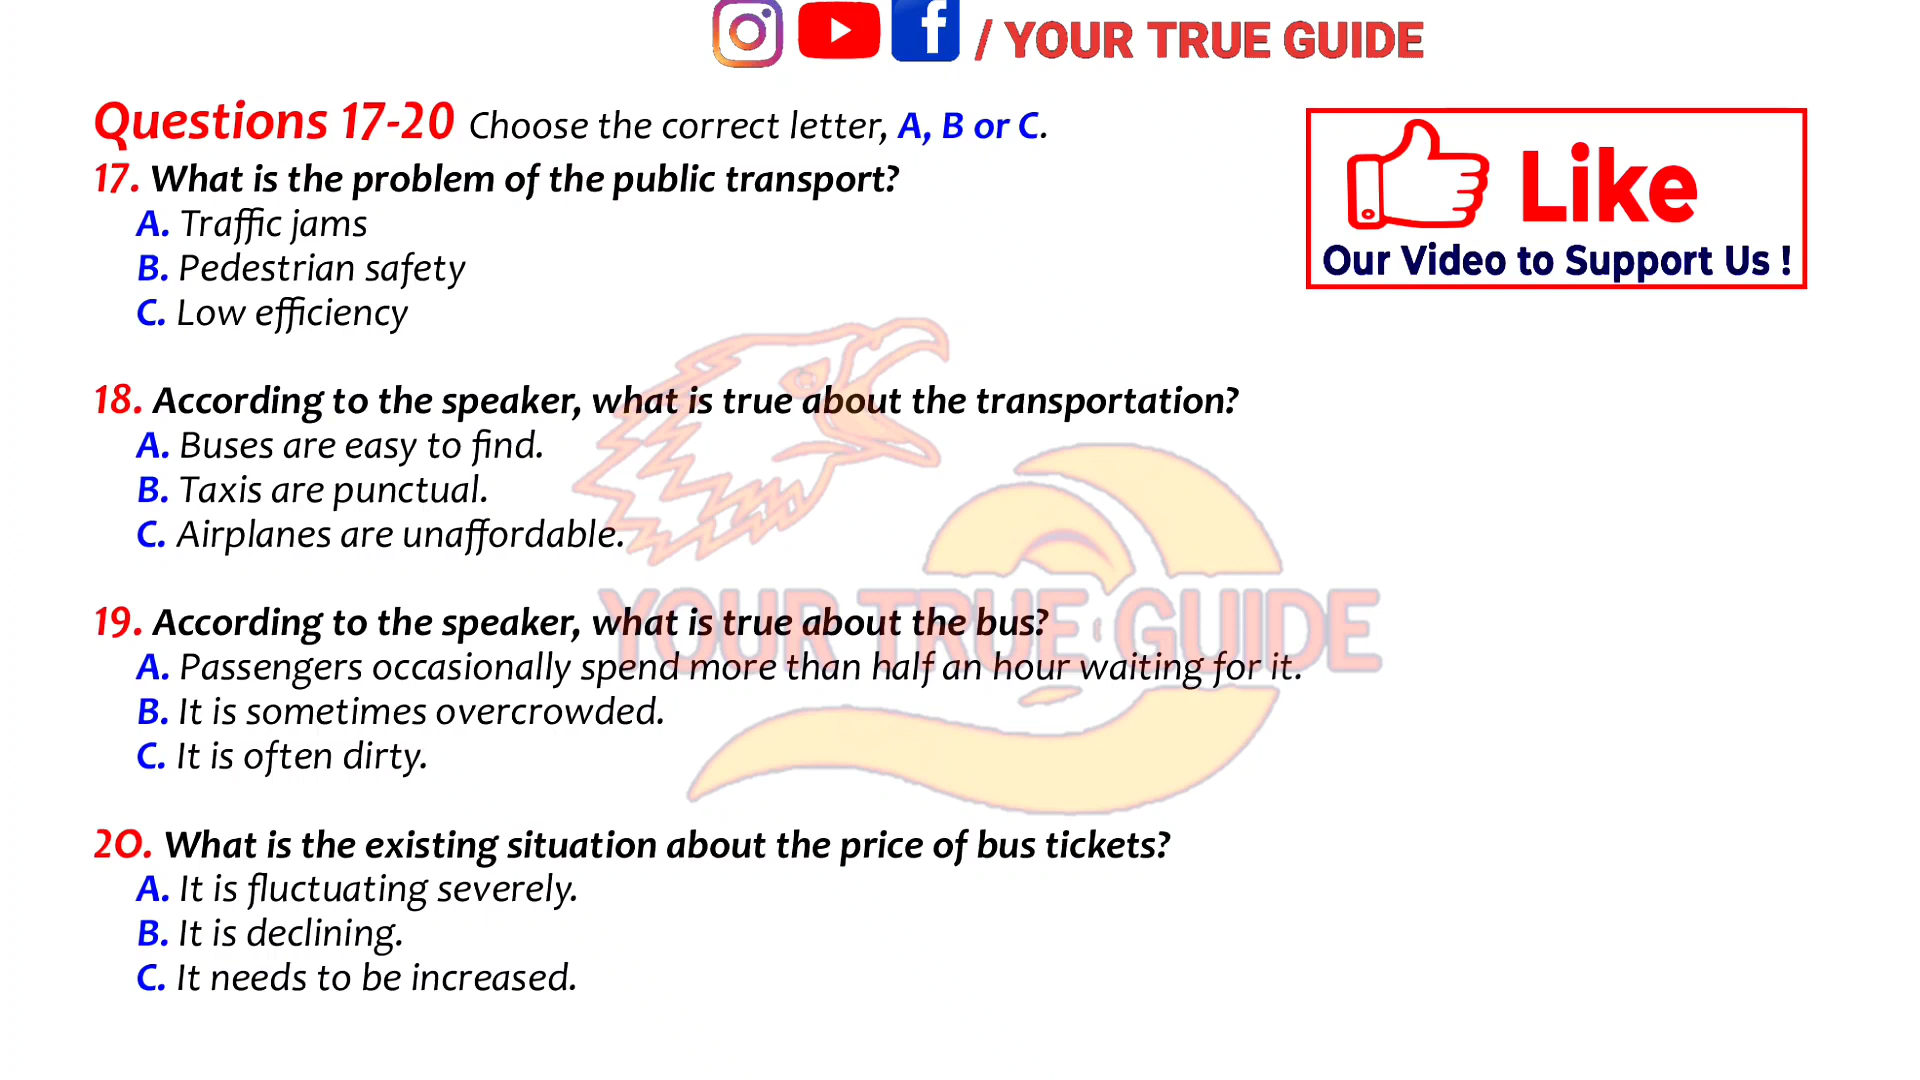 / YOUR TRUE GUIDE
Questions 17-20 Choose the correct letter, A, B or C.
17. What is the problem of the public transport?
A. Traffic jams
B. Pedestrian safety
C. Low efficiency
Like
Our Video to Support Us !
18. According to the speaker, what is true about the transportation?
A. Buses are easy to find.
B. Taxis are punctual.
C. Airplanes are unaffordable.
YOUR TRUE GUIDE
19. According to the speaker, what is true about the bus?
A. Passengers occasionally spend more than half an hour waiting for it.
B. It is sometimes overcrowded.
C. It is often dirty.
20. What is the existing situation about the price of bus tickets?
A. It is fluctuating severely.
B. It is declining.
C. It needs to be increased.